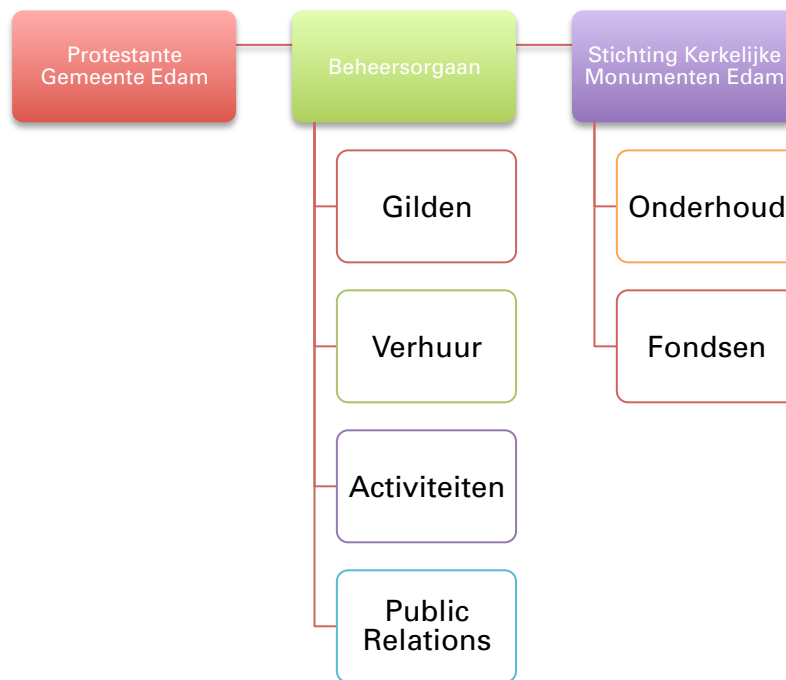 Protestante
Gemeente Edam
Beheersorgaan
Stichting Kerkelijke
Monumenten Edam
Gilden
Onderhoud
Verhuur
Fondsen
Activiteiten
Public
Relations